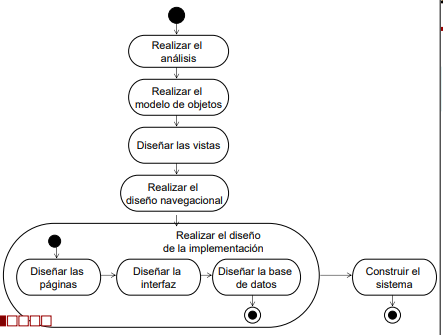 Realizar el
análisis
Realizar el
modelo de objetos
Diseñar las vistas
Realizar el
diseño navegacional
Realizar el diseño
de la implementación
Diseñar las
páginas
Diseñar la
interfaz
Diseñar la base
de datos
Construir el
sistema